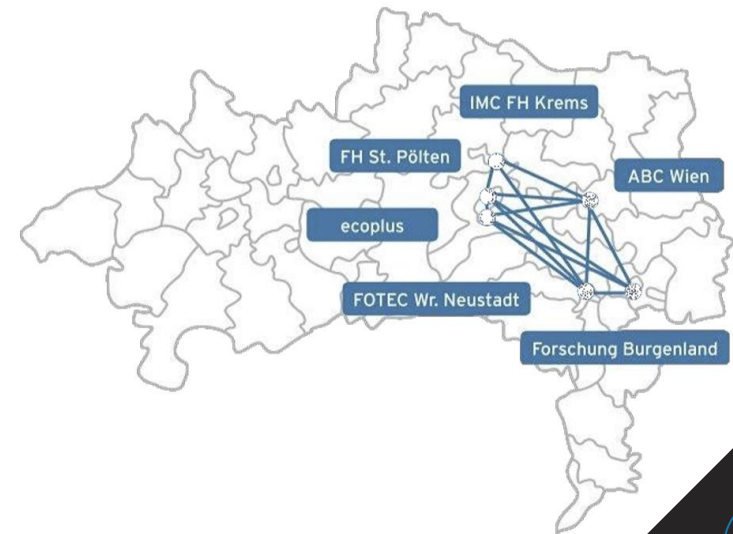 IMC FH Krems
FH St. Pölten
ABC Wien
ecoplus
FOTEC Wr. Neustadt
Forschung Burgenland